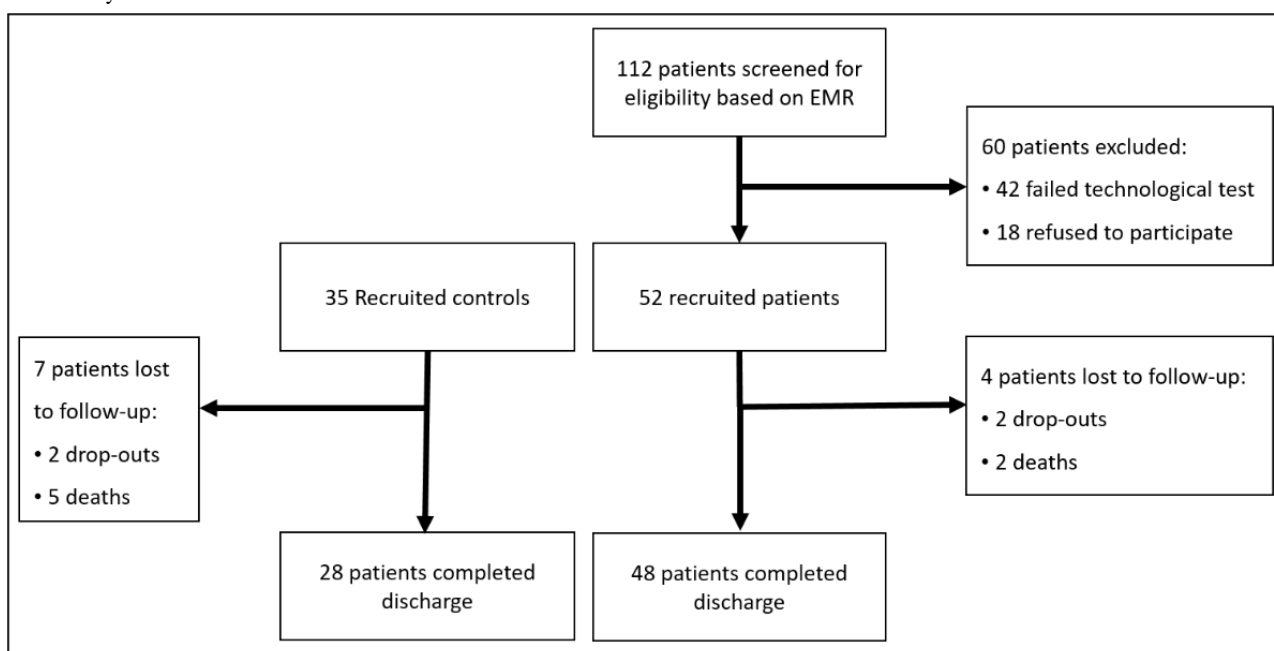 112 patients screened for
eligibility based on EMR
60 patients excluded:
• 42 failed technological test
• 18 refused to participate
35 Recruited controls
52 recruited patients
7 patients lost
to follow-up:
• 2 drop-outs
• 5 deaths
4 patients lost to follow-up:
• 2 drop-outs
• 2 deaths
28 patients completed
discharge
48 patients completed
discharge